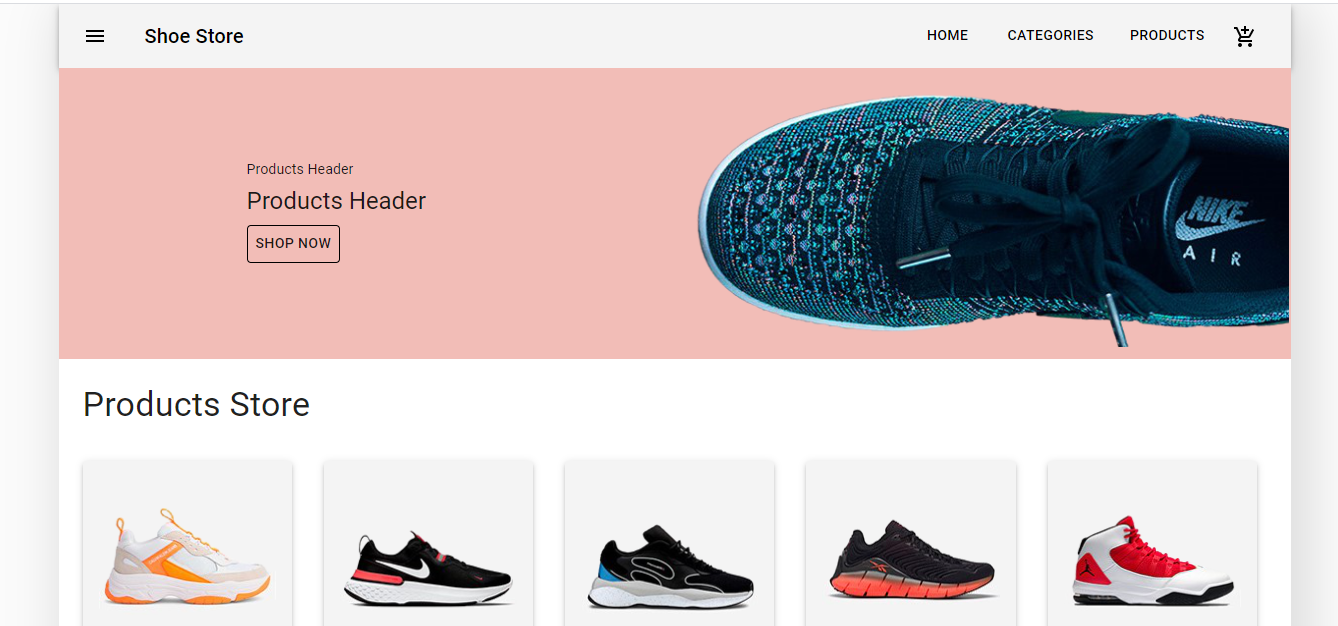 Shoe Store
HOME CATEGORIES PRODUCTS
Products Header
Products Header
SHOP NOW
NIKE
AIR
Products Store